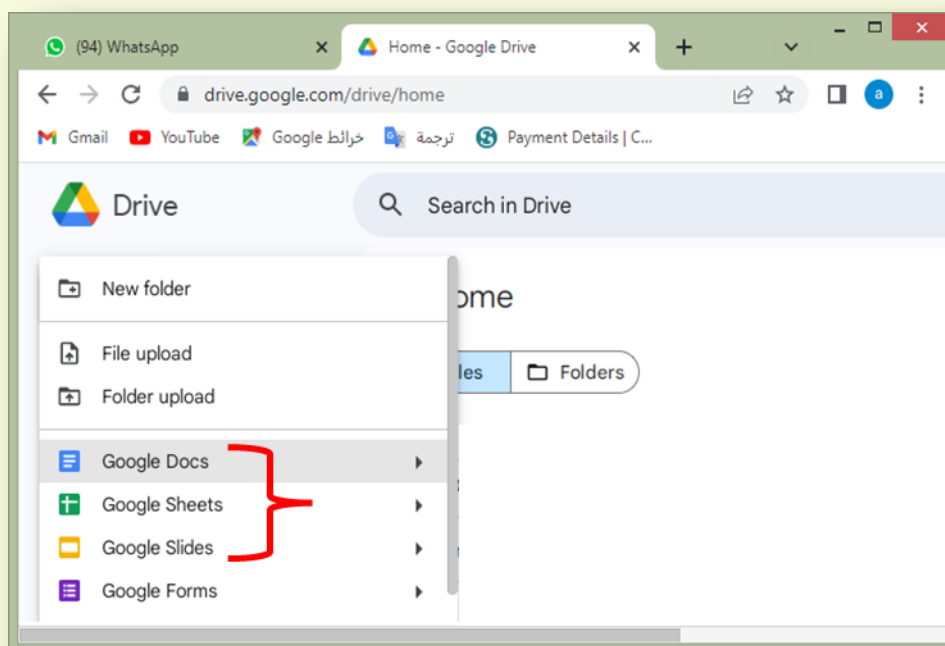 (94) WhatsApp
Home - Google Drive
drive.google.com/drive/home
a
Gmail YouTube خرائط Google ترجمة Payment Details | C...
Drive
Search in Drive
New folder
ome
File upload
les
Folders
Folder upload
Google Docs
Google Sheets
Google Slides
Google Forms